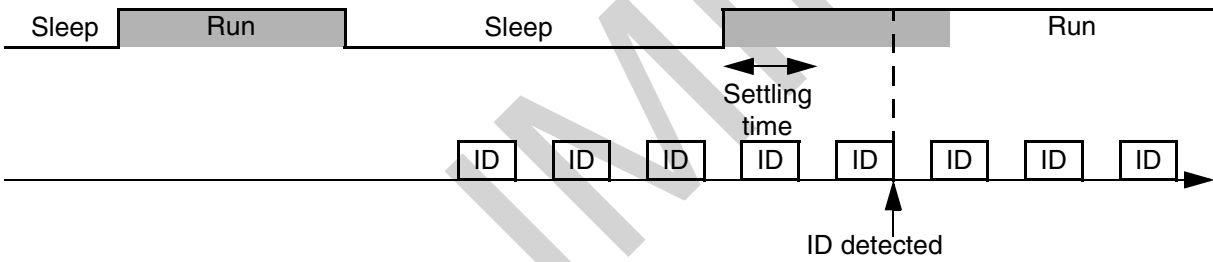 Sleep Run Sleep Run
Settling
time
ID ID ID ID ID ID ID ID
ID detected